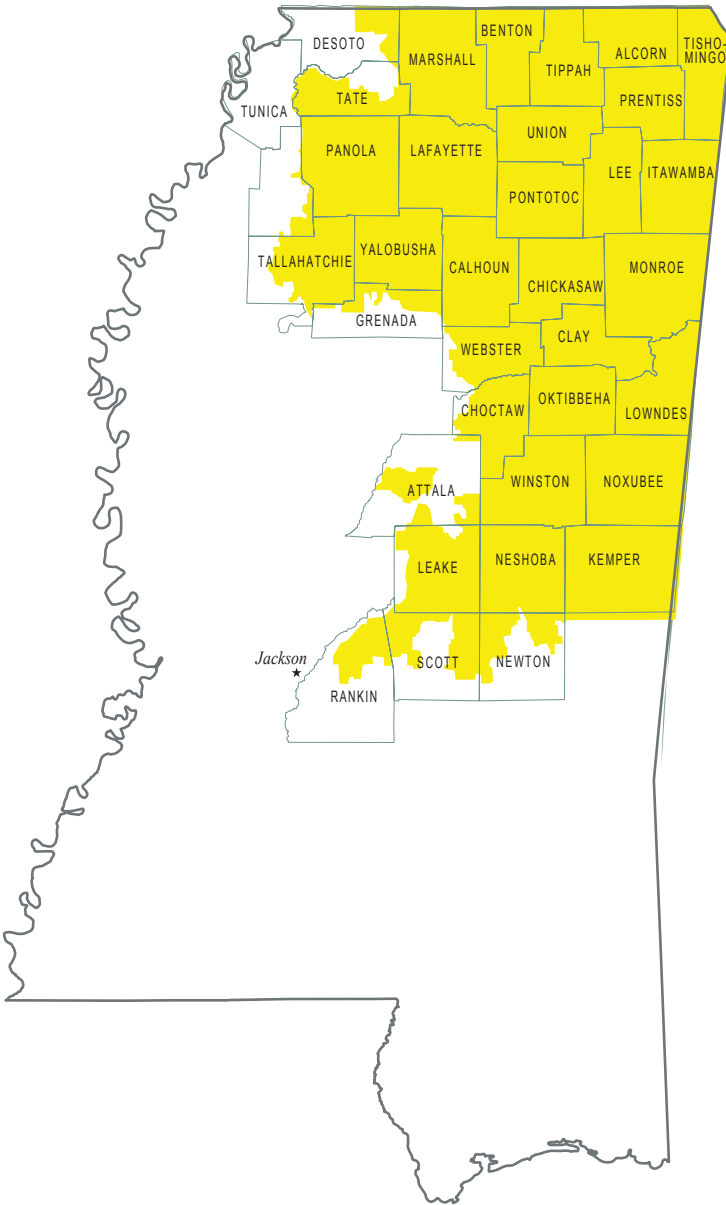 BENTON
DESOTO
TISHO-
MINGO
ALCORN
MARSHALL
TIPPAH
TATE
PRENTISS
TUNICA
UNION
PANOLA
LAFAYETTE
LEE
ITAWAMBA
PONTOTOC
YALOBUSHA
TALLAHATCHIE
CALHOUN
MONROE
CHICKASAW
GRENADA
CLAY
WEBSTER
OKTIBBEHA
CHOCTAW
LOWNDES
WINSTON
NOXUBEE
ATTALA
NESHOBA
KEMPER
LEAKE
Jackson
SCOTT
NEWTON
RANKIN